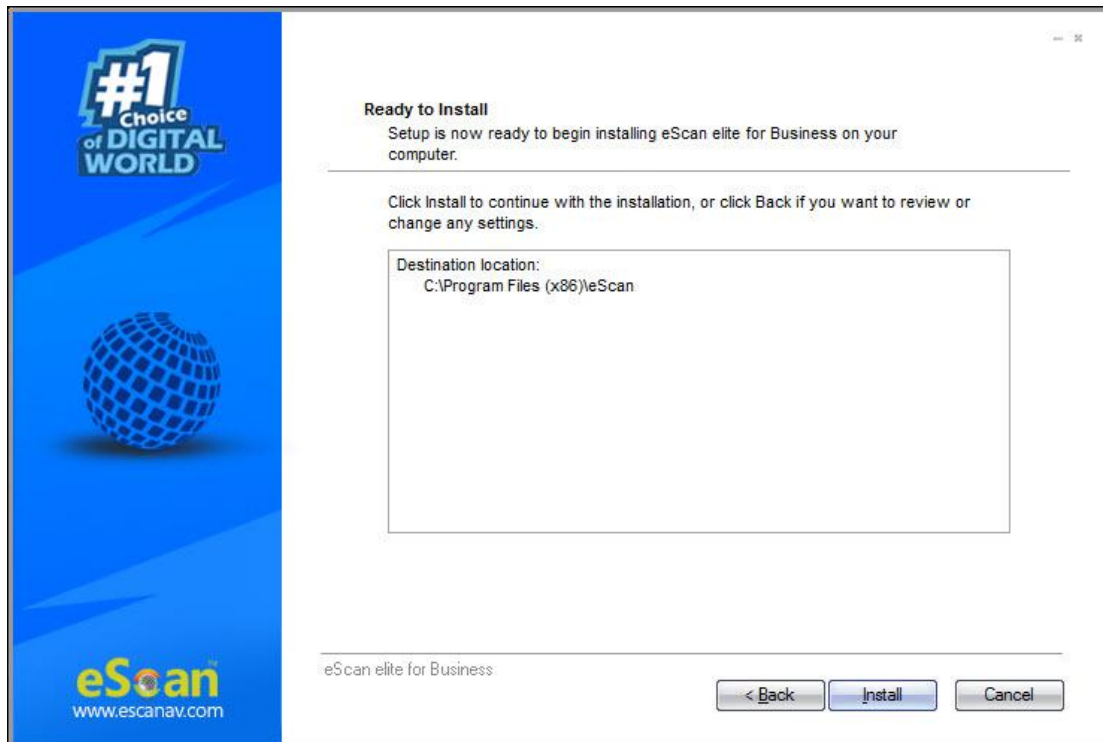 #1
Choice
of DIGITAL
WORLD
Ready to Install
Setup is now ready to begin installing eScan elite for Business on your
computer.
Click Install to continue with the installation, or click Back if you want to review or
change any settings.
Destination location:
C:\Program Files (x86)\eScan
eScan elite for Business
< Back
Install
Cancel
eScan™
www.escanav.com